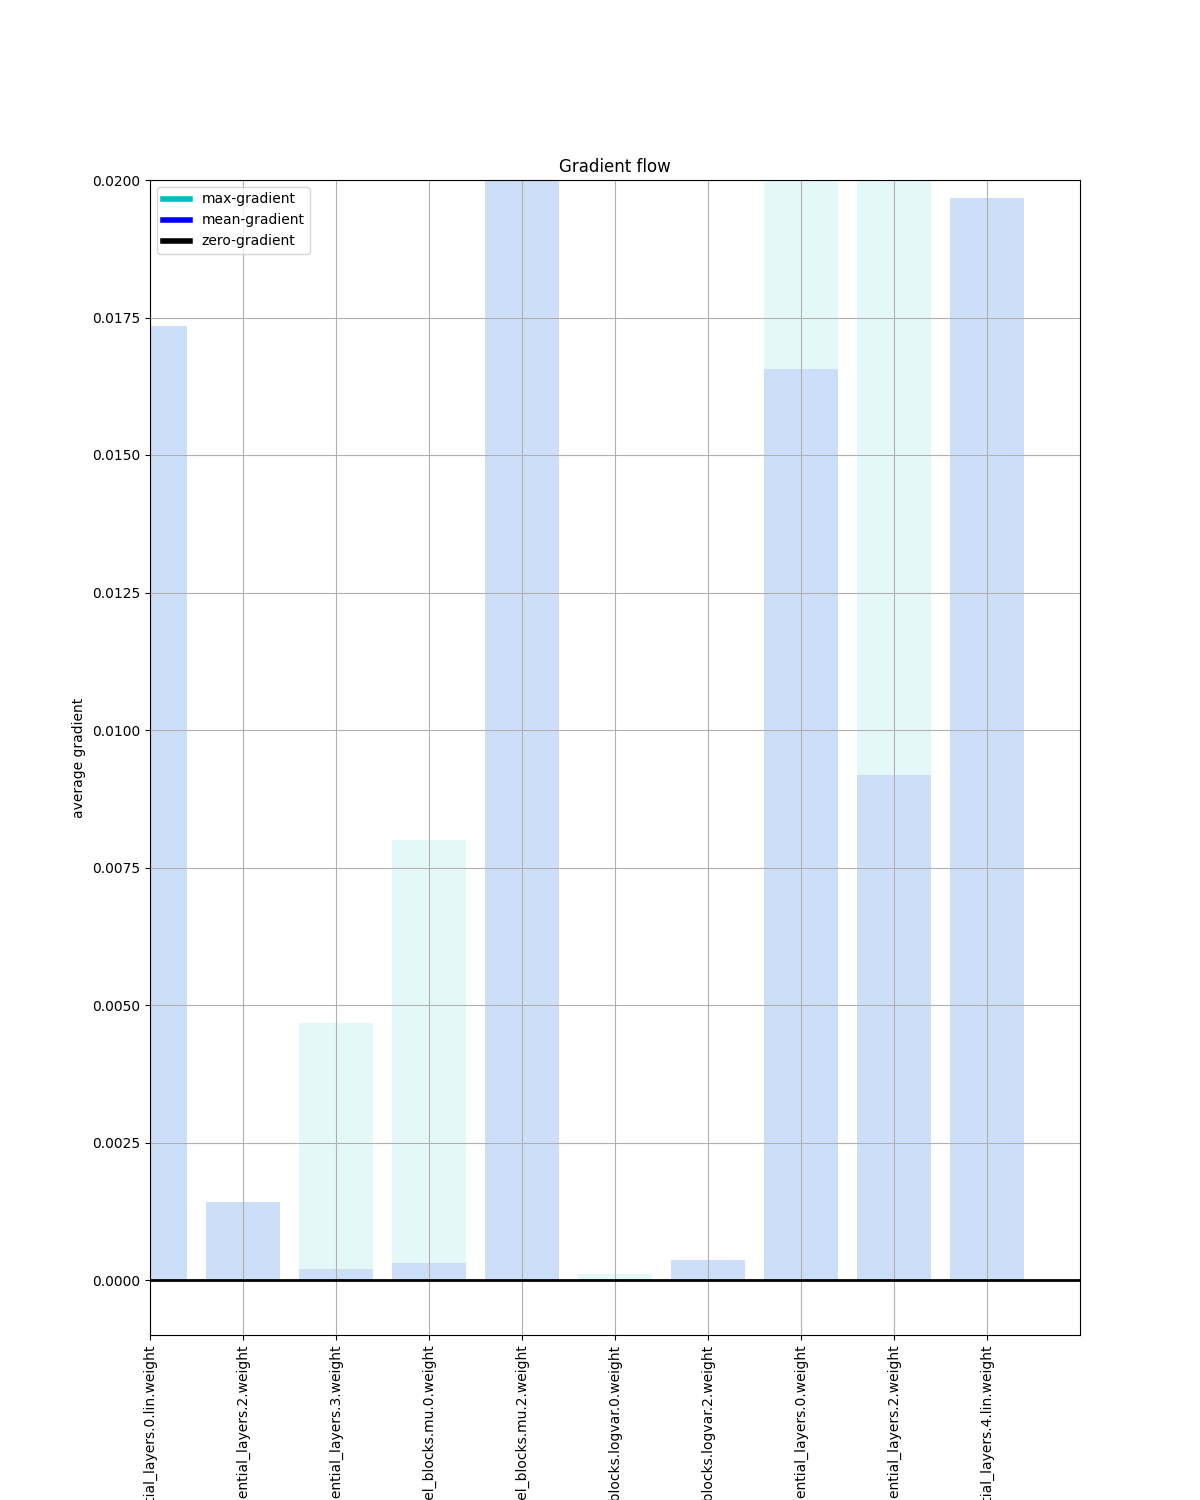 Gradient flow
max-gradient
mean-gradient
zero-gradient
0.0200
0.0175
0.0150
0.0125
0.0100
0.0075
0.0050
0.0025
0.0000
average gradient
tial_layers.0.lin.weight
ential_layers.2.weight
ential_layers.3.weight
el_blocks.mu.0.weight
el_blocks.mu.2.weight
blocks.logvar.0.weight
blocks.logvar.2.weight
ential_layers.0.weight
ential_layers.2.weight
tial_layers.4.lin.weight